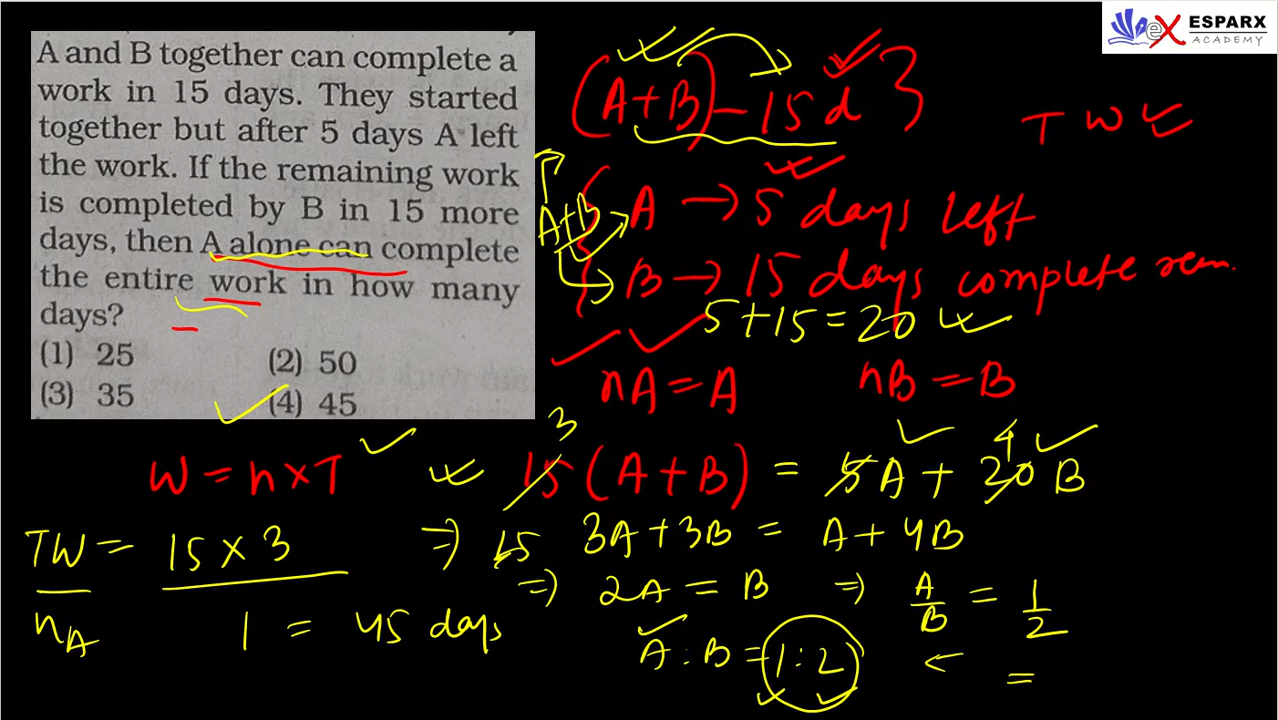 ESPARX
ACADEMY
A and B together can complete a
work in 15 days. They started
together but after 5 days A left
the work. If the remaining work
is completed by B in 15 more
days, then A alone can complete
the entire work in how many
days?
(1) 25 (2) 50
(3) 35 (4) 45
(A+B) - 15 d }
T W
A+B
A → 5 days left
B → 15 days complete rem.
5+15=20
nA = A nB = B
W = n × T
3 4
15 (A + B) = 5A + 20 B
TW = 15 × 3
nA 1 = 45 days
⇒ 15 3A + 3B = A + 4B
⇒ 2A = B ⇒ A/B = 1/2
A : B = 1 : 2 ← =